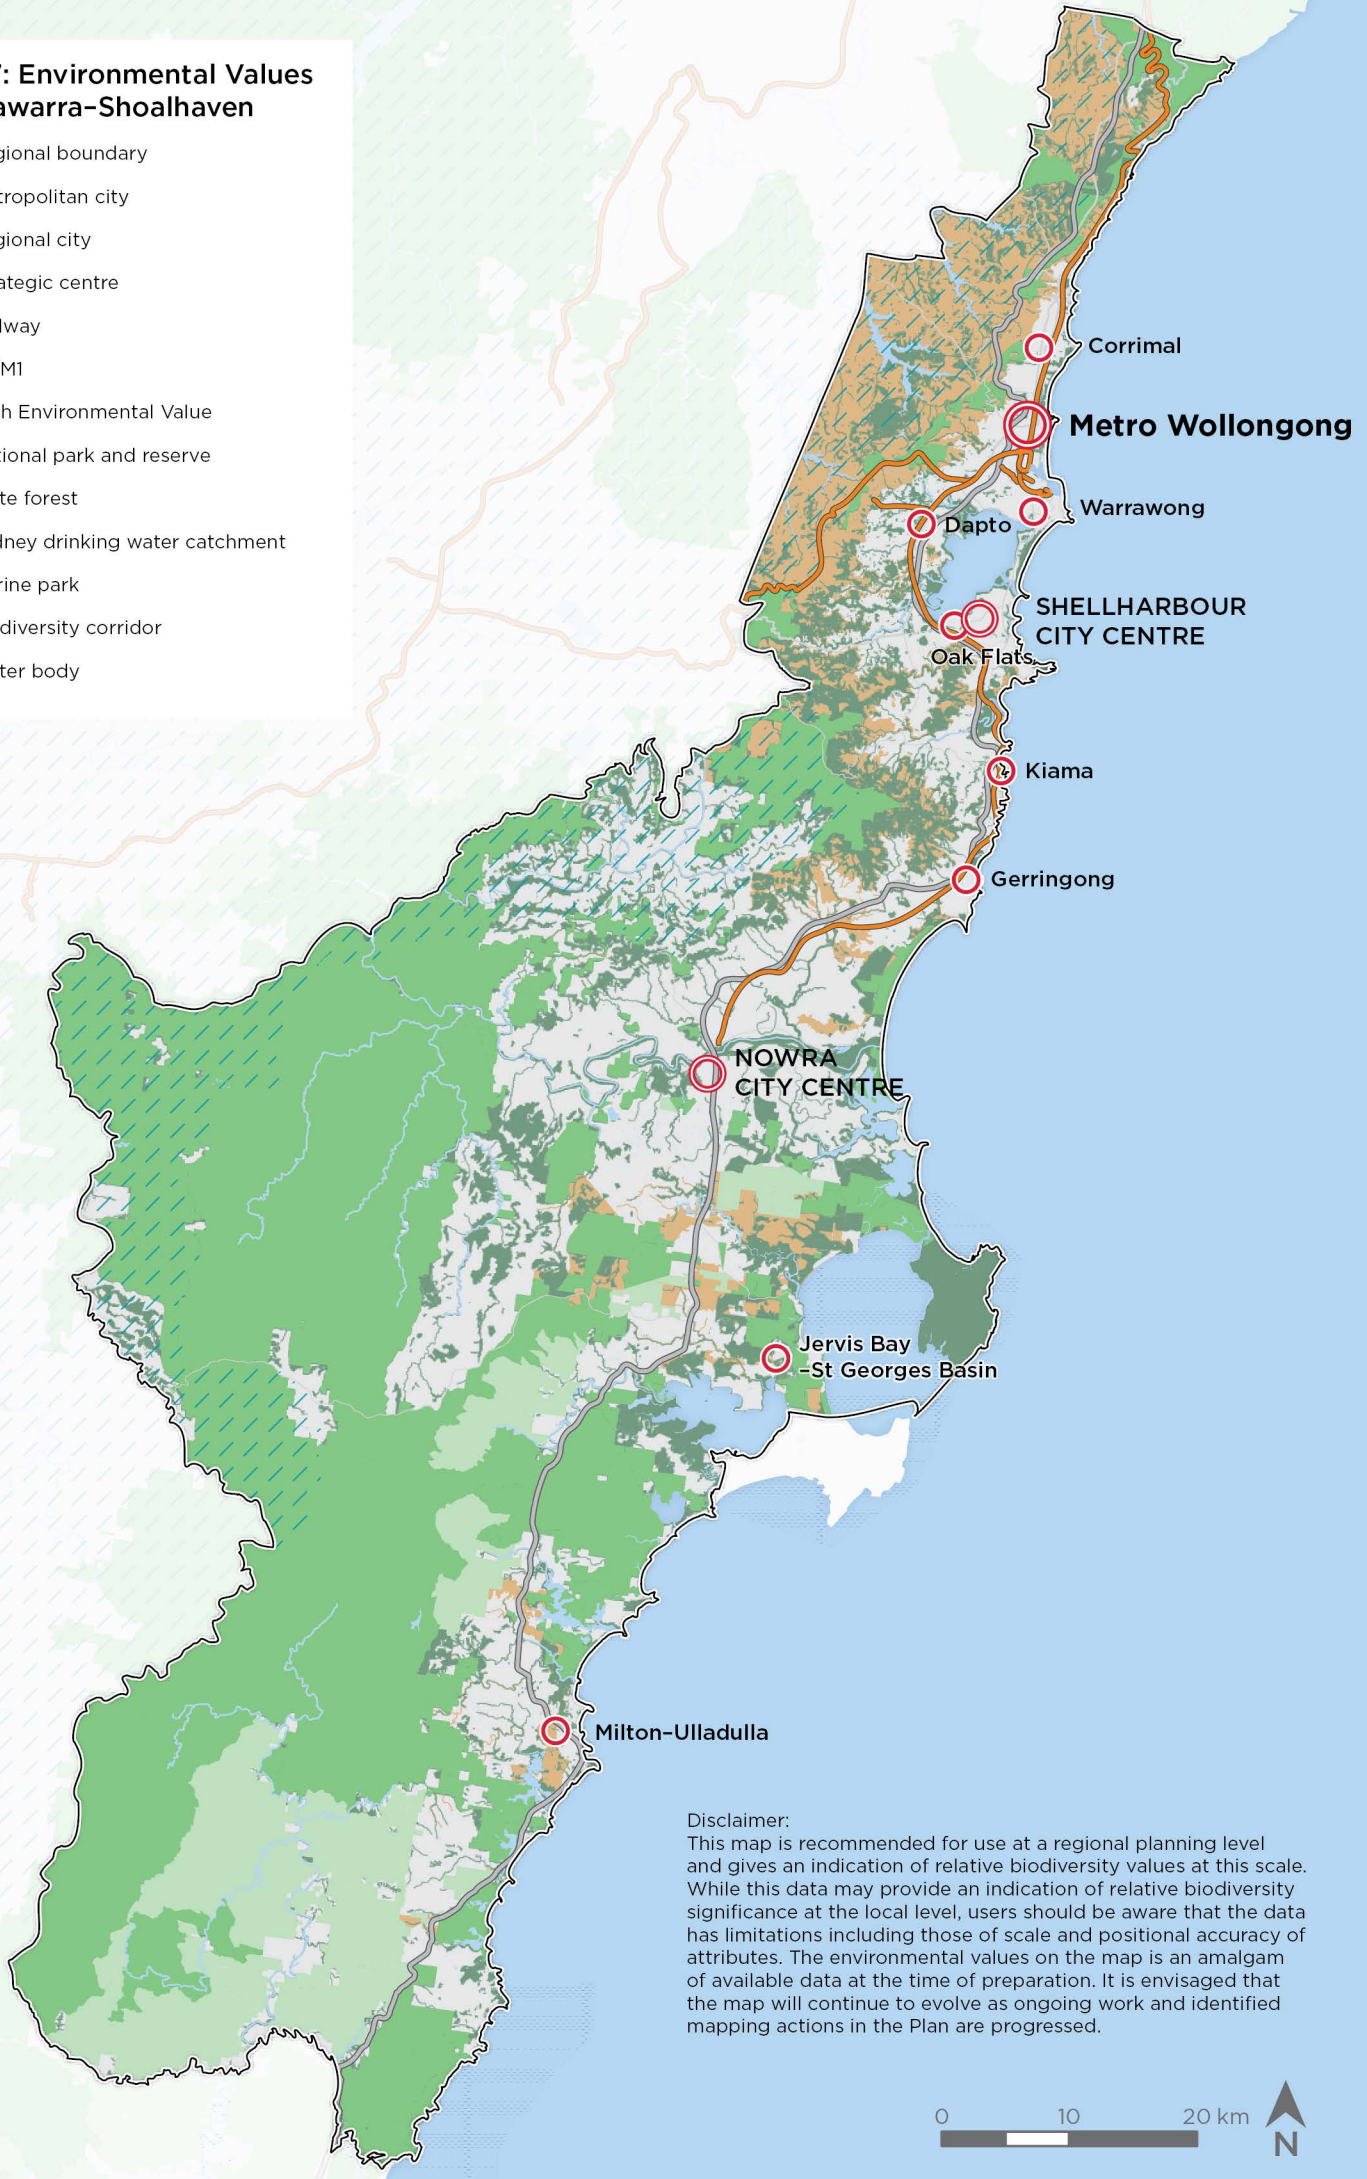 : Environmental Values
awarra–Shoalhaven
gional boundary
tropolitan city
gional city
ategic centre
lway
M1
h Environmental Value
tional park and reserve
te forest
dney drinking water catchment
rine park
diversity corridor
ter body
Corrimal
Metro Wollongong
Warrawong
Dapto
SHELLHARBOUR
CITY CENTRE
Oak Flats
Kiama
Gerringong
NOWRA
CITY CENTRE
Jervis Bay
–St Georges Basin
Milton–Ulladulla
Disclaimer:
This map is recommended for use at a regional planning level
and gives an indication of relative biodiversity values at this scale.
While this data may provide an indication of relative biodiversity
significance at the local level, users should be aware that the data
has limitations including those of scale and positional accuracy of
attributes. The environmental values on the map is an amalgam
of available data at the time of preparation. It is envisaged that
the map will continue to evolve as ongoing work and identified
mapping actions in the Plan are progressed.
0 10 20 km
N